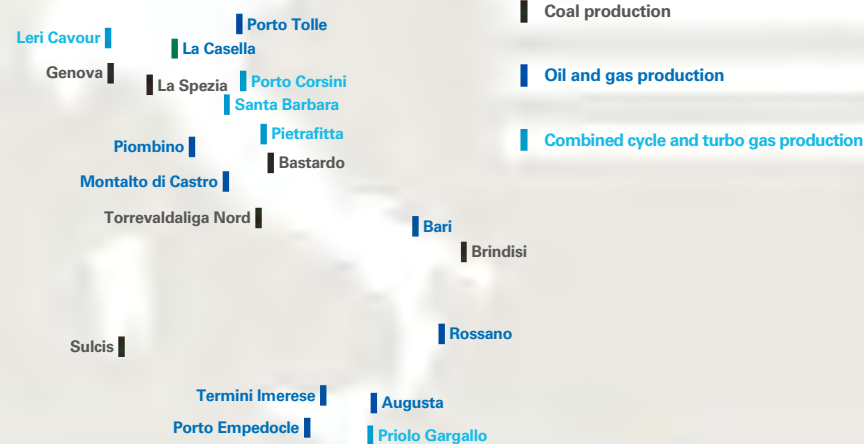 Coal production
Porto Tolle
Leri Cavour
La Casella
Genova
Oil and gas production
La Spezia
Porto Corsini
Santa Barbara
Pietrafitta
Combined cycle and turbo gas production
Piombino
Bastardo
Montalto di Castro
Torrevaldaliga Nord
Bari
Brindisi
Rossano
Sulcis
Termini Imerese
Augusta
Porto Empedocle
Priolo Gargallo